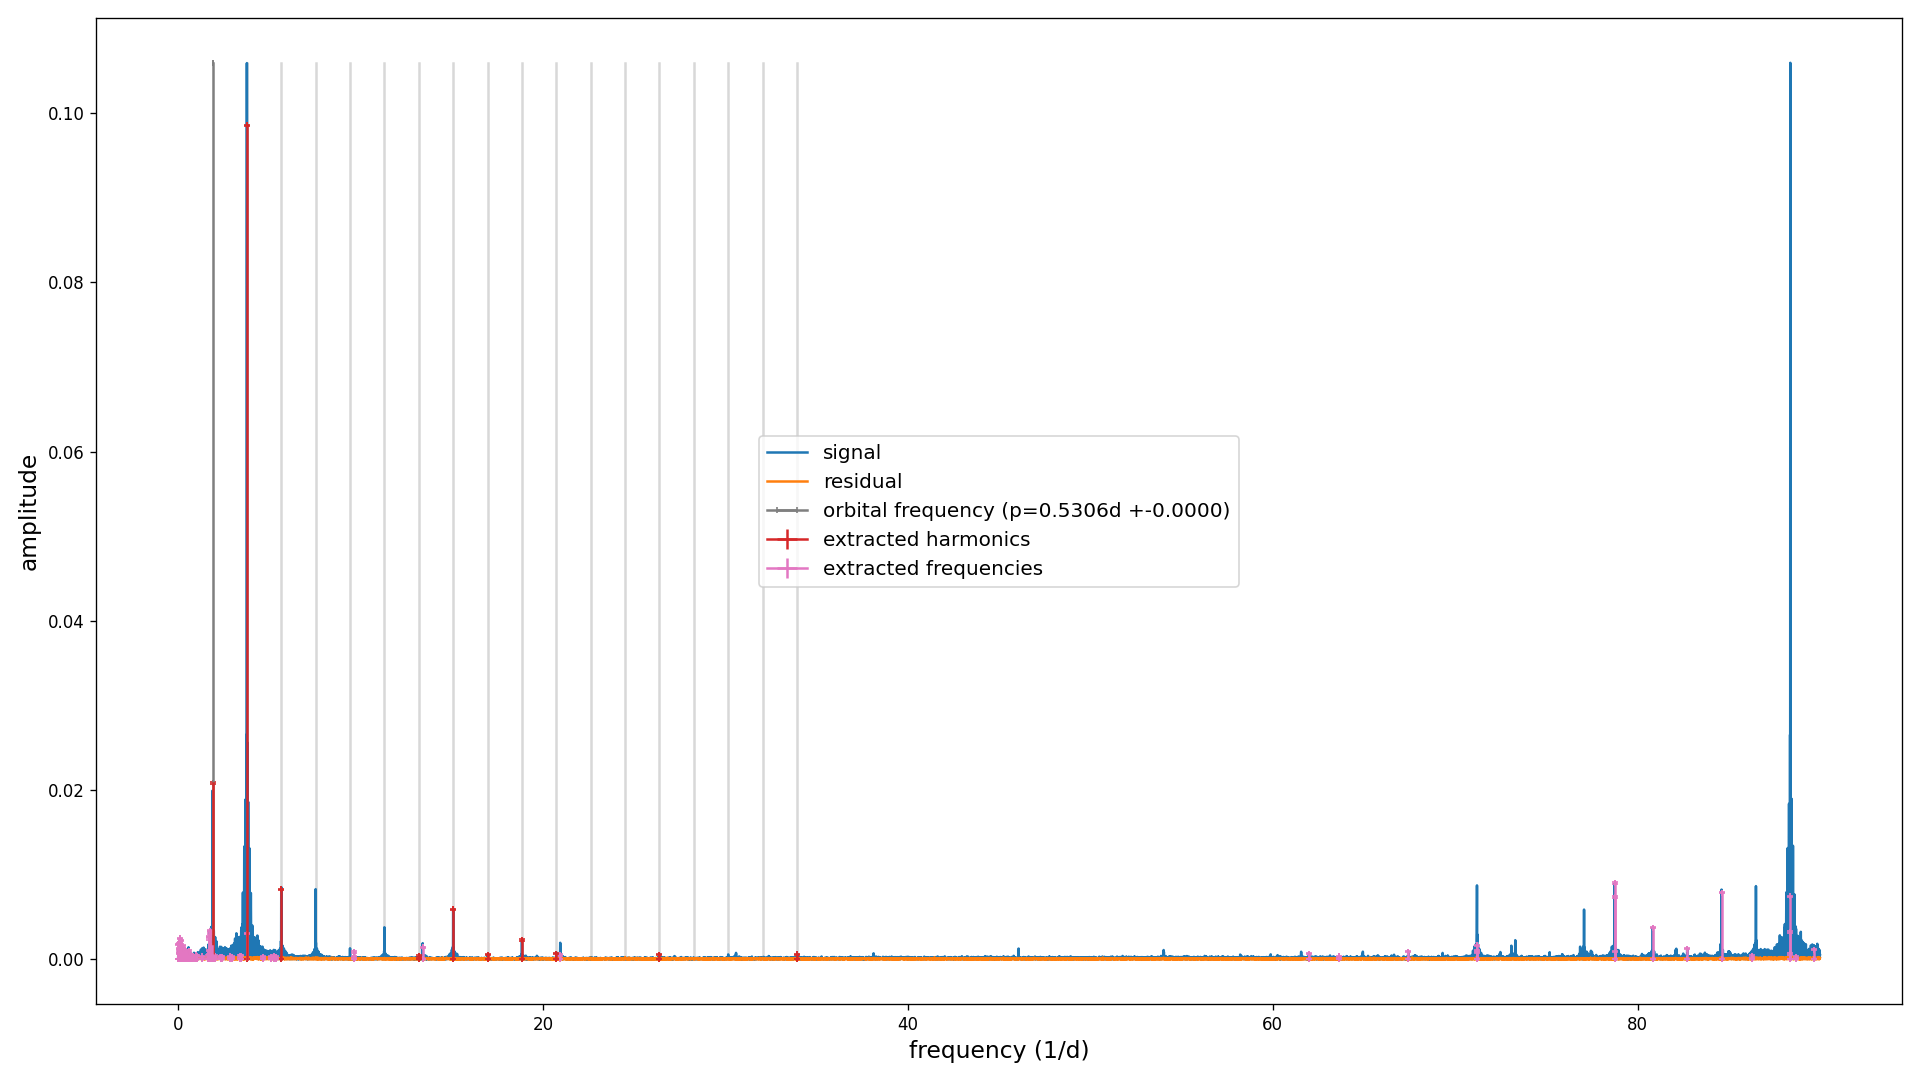 0.10
0.08
0.06
0.04
0.02
0.00
amplitude
signal
residual
orbital frequency (p=0.5306d +-0.0000)
extracted harmonics
extracted frequencies
0 20 40 60 80
frequency (1/d)